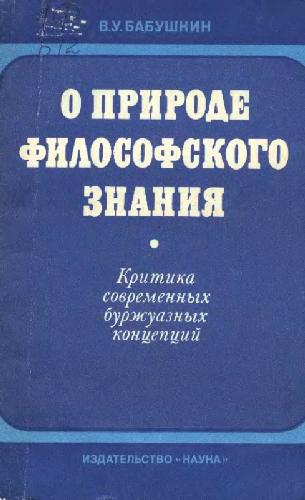 В.У. БАБУШКИН
О ПРИРОДЕ
ФИЛОСОФСКОГО
ЗНАНИЯ
Критика
современных
буржуазных
концепций
ИЗДАТЕЛЬСТВО «НАУКА»